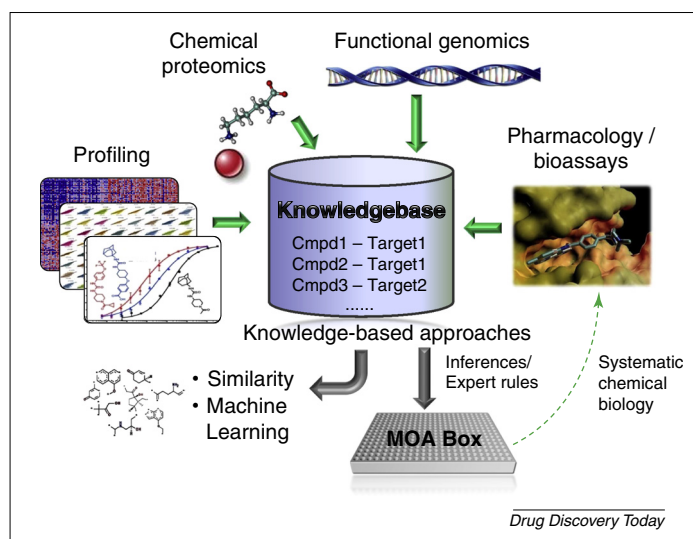 Chemical
proteomics
Functional genomics
Profiling
Pharmacology /
bioassays
Knowledgebase
Cmpd1 – Target1
Cmpd2 – Target1
Cmpd3 – Target2
......
Knowledge-based approaches
• Similarity
• Machine
Learning
Inferences/
Expert rules
Systematic
chemical
biology
MOA Box
Drug Discovery Today